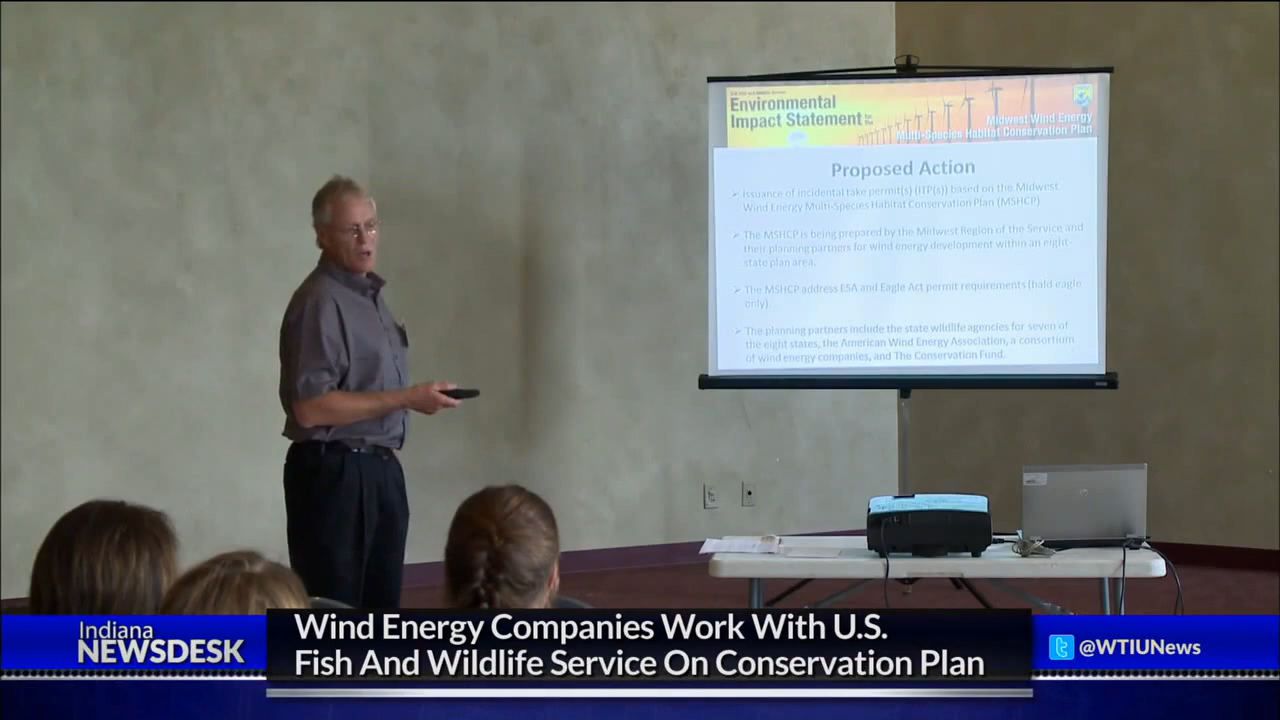 Environmental
Impact Statement for the
Midwest Wind Energy
Multi-Species Habitat Conservation Plan
Proposed Action
Issuance of incidental take permit(s) (ITP(s)) based on the Midwest
Wind Energy Multi-Species Habitat Conservation Plan (MSHCP)
The MSHCP is being prepared by the Midwest Region of the Service and
their planning partners for wind energy development within an eight-
state plan area.
The MSHCP address ESA and Eagle Act permit requirements (bald eagle
only)
The planning partners include the state wildlife agencies for seven of
the eight states, the American Wind Energy Association, a consortium
of wind energy companies, and The Conservation Fund.
Indiana
NEWSDESK
Wind Energy Companies Work With U.S.
Fish And Wildlife Service On Conservation Plan
@WTIUNews